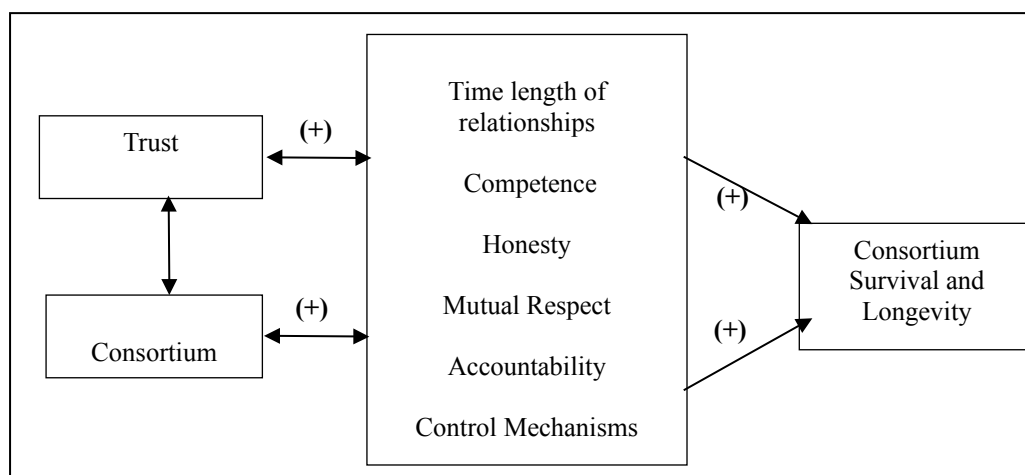 Trust
(+)
Consortium
(+)
Time length of
relationships
Competence
Honesty
Mutual Respect
Accountability
Control Mechanisms
(+)
(+)
Consortium
Survival and
Longevity